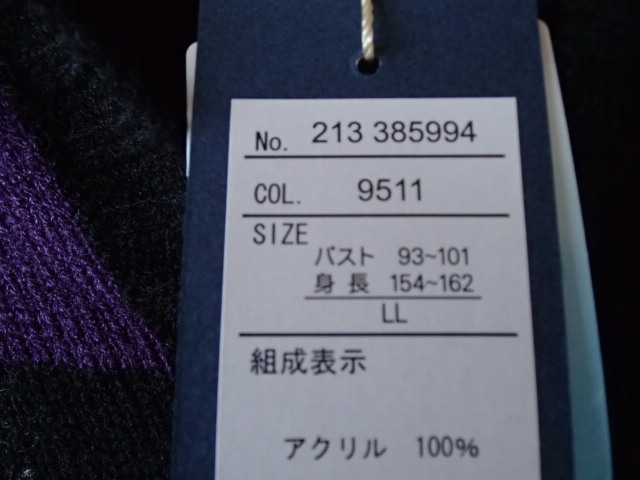 No. 213 385994
COL. 9511
SIZE
バスト 93~101
身長 154~162
LL
組成表示
アクリル 100%